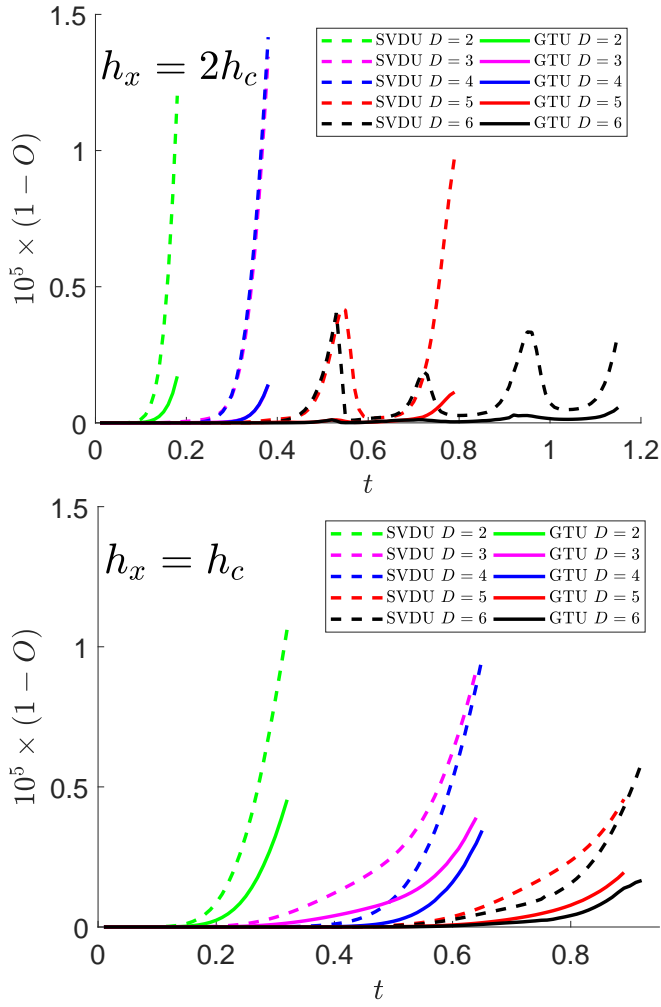 1.5
h_x = 2h_c
SVDU D = 2 GTU D = 2
SVDU D = 3 GTU D = 3
SVDU D = 4 GTU D = 4
SVDU D = 5 GTU D = 5
SVDU D = 6 GTU D = 6
1
10^5 × (1 − O)
0.5
0
0 0.2 0.4 0.6 0.8 1 1.2
t
1.5
h_x = h_c
SVDU D = 2 GTU D = 2
SVDU D = 3 GTU D = 3
SVDU D = 4 GTU D = 4
SVDU D = 5 GTU D = 5
SVDU D = 6 GTU D = 6
1
10^5 × (1 − O)
0.5
0
0 0.2 0.4 0.6 0.8
t